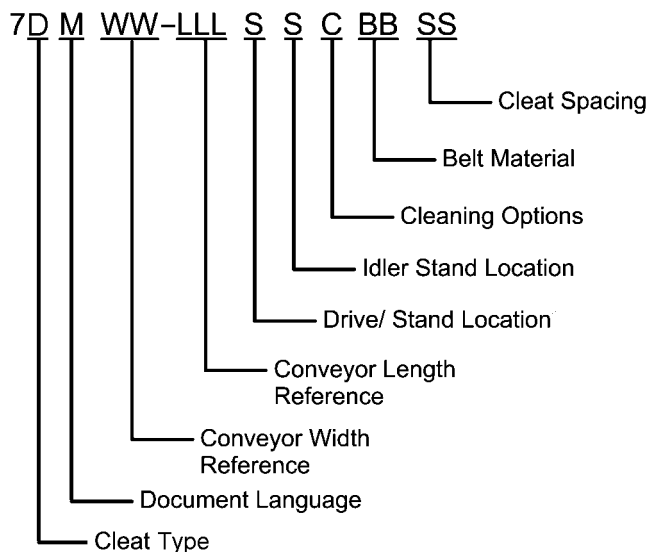 7D M WW-LLL S S C BB SS
Cleat Spacing
Belt Material
Cleaning Options
Idler Stand Location
Drive/ Stand Location
Conveyor Length
Reference
Conveyor Width
Reference
Document Language
Cleat Type